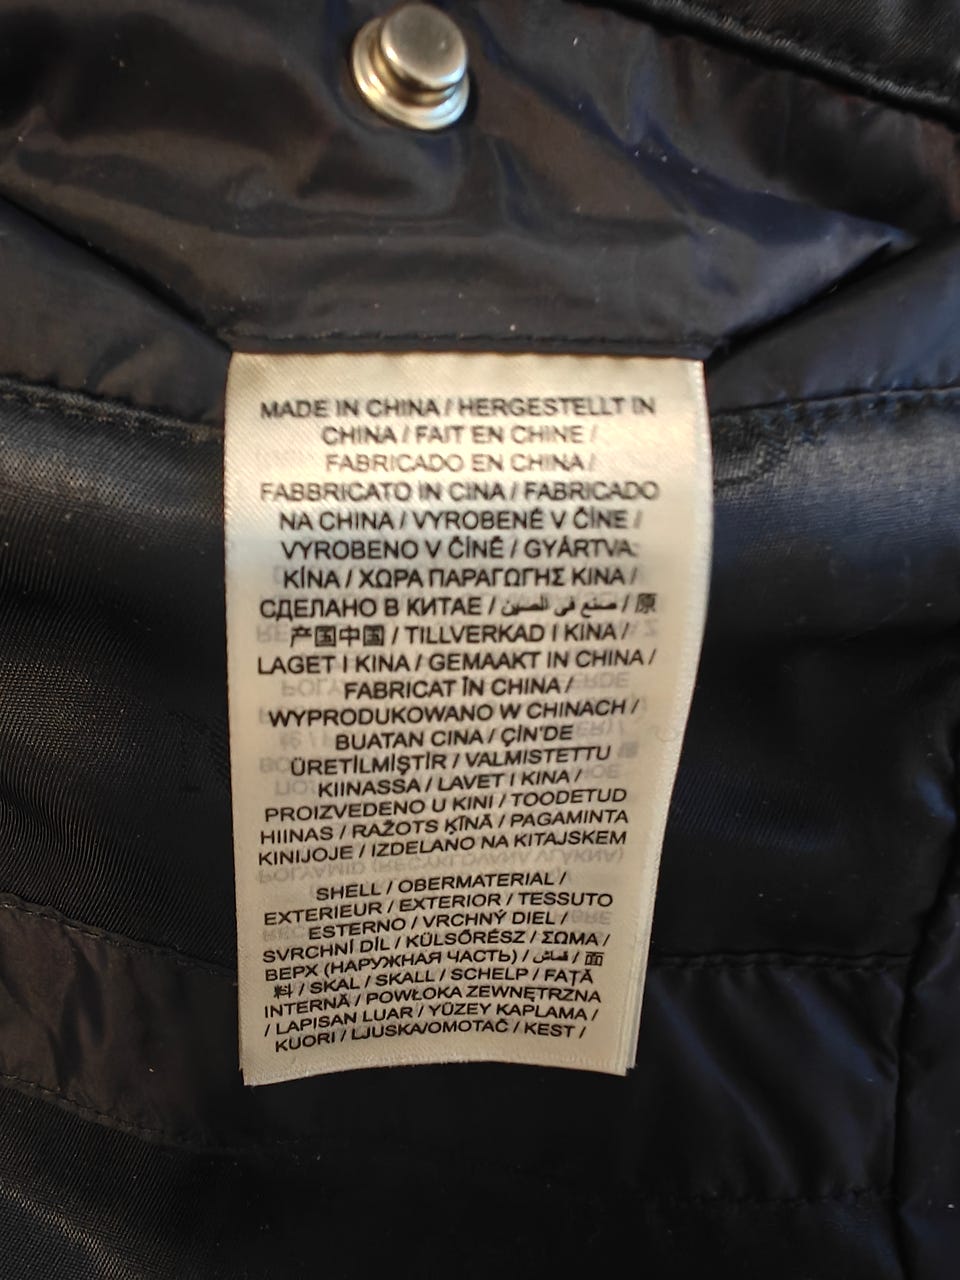 MADE IN CHINA / HERGESTELLT IN
CHINA / FAIT EN CHINE /
FABRICADO EN CHINA /
FABBRICATO IN CINA / FABRICADO
NA CHINA / VYROBENÉ V ČÍNE /
VYROBENO V ČÍNĚ / GYÁRTVA:
KÍNA / ΧΩΡΑ ΠΑΡΑΓΩΓΗΣ ΚΙΝΑ /
СДЕЛАНО В КИТАЕ / صنع في الصين / 原
产国中国 / TILLVERKAD I KINA /
LAGET I KINA / GEMAAKT IN CHINA /
FABRICAT ÎN CHINA /
WYPRODUKOWANO W CHINACH /
BUATAN CINA / ÇİN'DE
ÜRETİLMİŞTİR / VALMISTETTU
KIINASSA / LAVET I KINA /
PROIZVEDENO U KINI / TOODETUD
HIINAS / RAŽOTS ĶĪNĀ / PAGAMINTA
KINIJOJE / IZDELANO NA KITAJSKEM
SHELL / OBERMATERIAL /
EXTERIEUR / EXTERIOR / TESSUTO
ESTERNO / VRCHNÝ DIEL /
SVRCHNÍ DÍL / KÜLSŐRÉSZ / ΣΩΜΑ /
ВЕРХ (НАРУЖНАЯ ЧАСТЬ) / قماش / 面
料 / SKAL / SKALL / SCHELP / FAȚĂ
INTERNĂ / POWŁOKA ZEWNĘTRZNA
/ LAPISAN LUAR / YÜZEY KAPLAMA /
KUORI / LJUSKA/OMOTAČ / KEST /